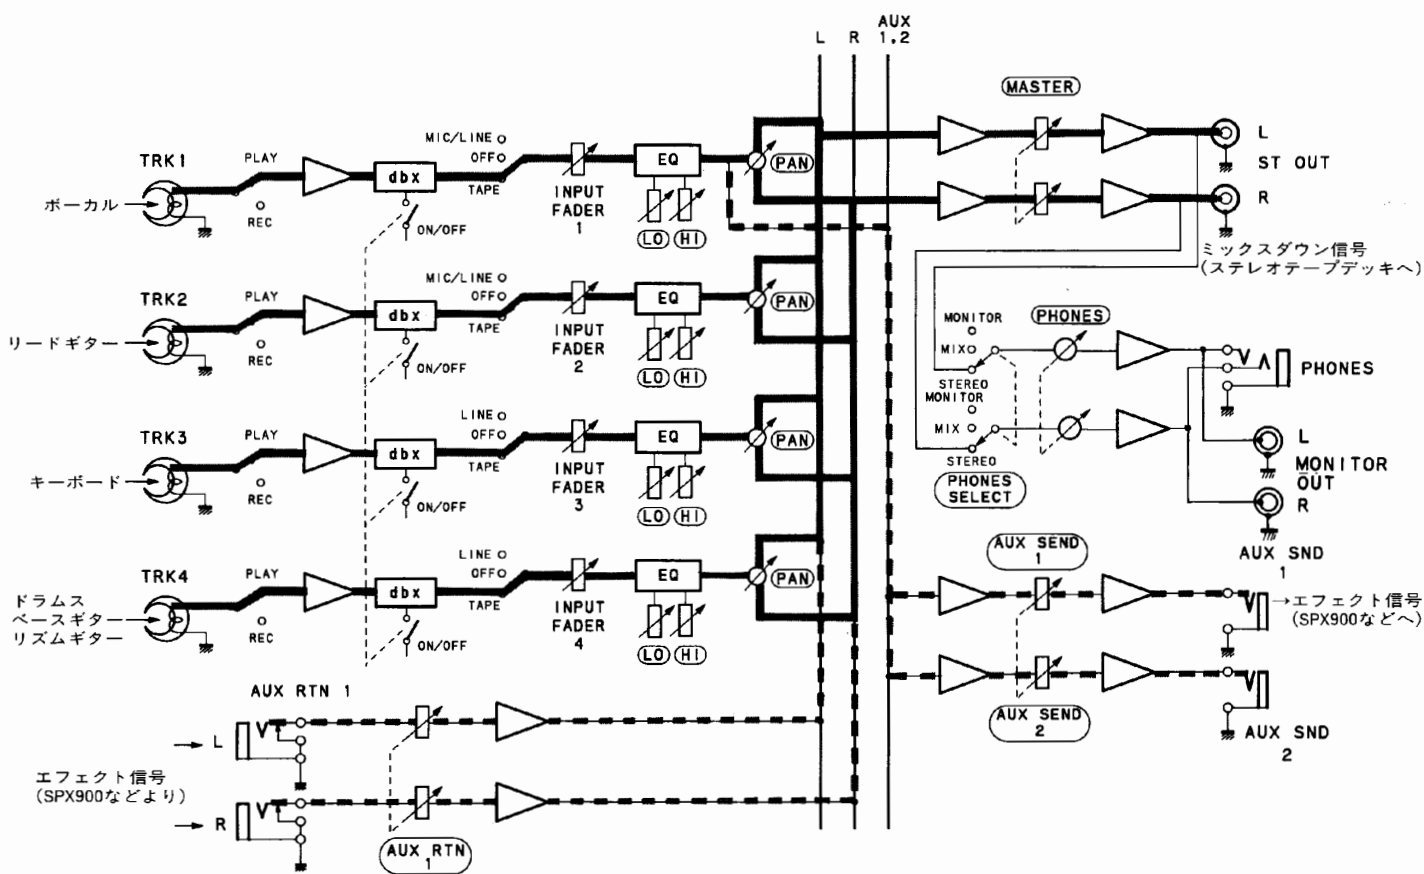 L R AUX 1,2
TRK1
ボーカル
PLAY
REC
dbx
ON/OFF
MIC/LINE
OFF
TAPE
INPUT
FADER
1
EQ
LO HI
PAN
TRK2
リードギター
PLAY
REC
dbx
ON/OFF
MIC/LINE
OFF
TAPE
INPUT
FADER
2
EQ
LO HI
PAN
TRK3
キーボード
PLAY
REC
dbx
ON/OFF
LINE
OFF
TAPE
INPUT
FADER
3
EQ
LO HI
PAN
TRK4
ドラムス
ベースギター
リズムギター
PLAY
REC
dbx
ON/OFF
LINE
OFF
TAPE
INPUT
FADER
4
EQ
LO HI
PAN
AUX RTN 1
L
エフェクト信号
(SPX900などより)
R
AUX RTN
1
MASTER
L
ST OUT
R
ミックスダウン信号
(ステレオテープデッキへ)
MONITOR
MIX
STEREO
MONITOR
MIX
STEREO
PHONES
SELECT
PHONES
PHONES
L
MONITOR
OUT
R
AUX SEND
1
AUX SND
1
→エフェクト信号
(SPX900などへ)
AUX SEND
2
AUX SND
2